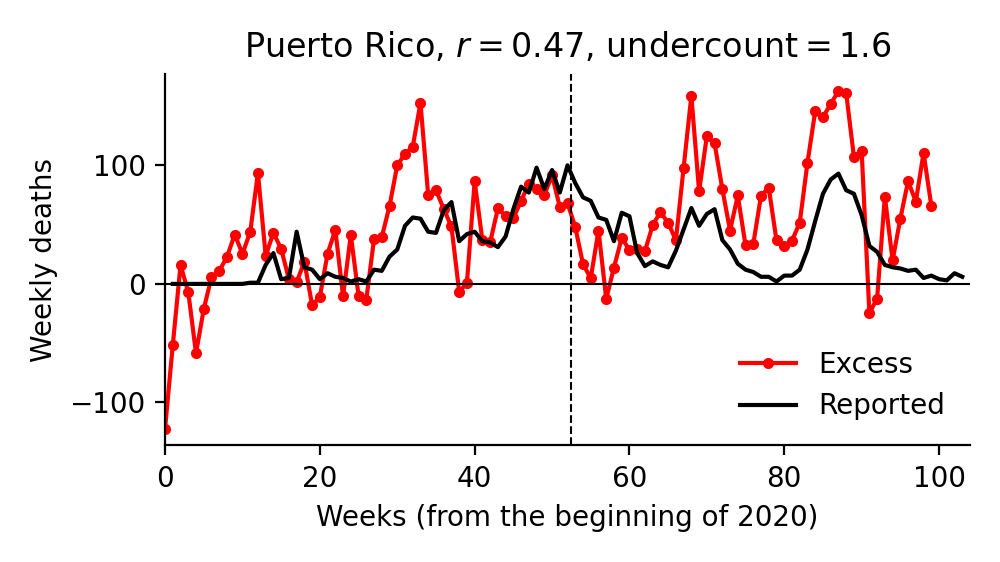 Puerto Rico, r = 0.47, undercount = 1.6
Weekly deaths
100
0
−100
Excess
Reported
0 20 40 60 80 100
Weeks (from the beginning of 2020)